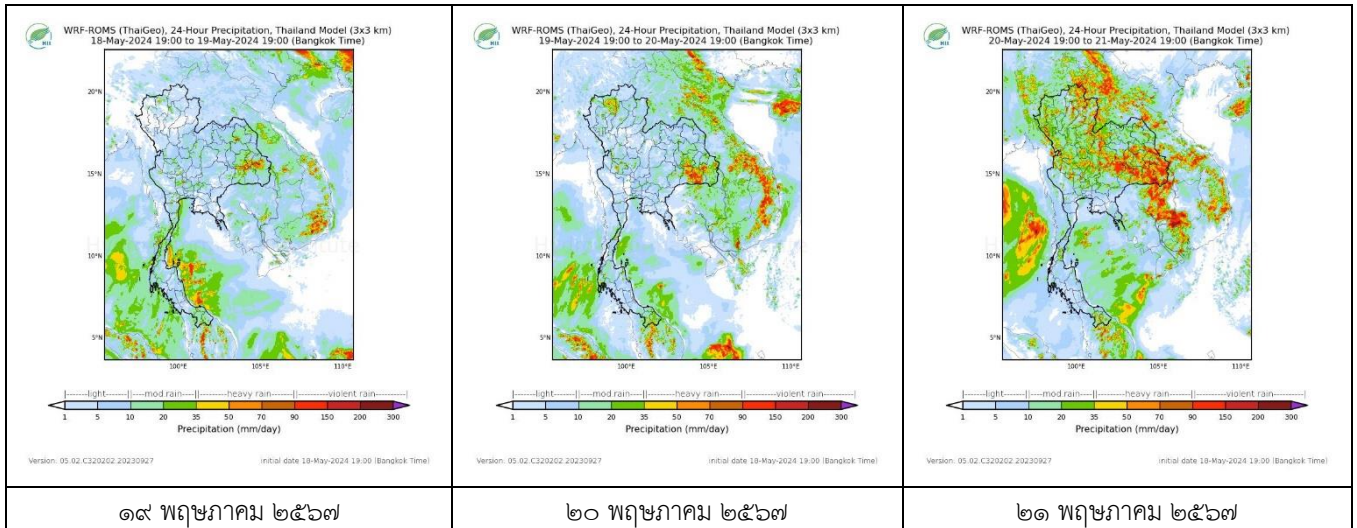 WRF-ROMS (ThaiGeo), 24-Hour Precipitation, Thailand Model (3x3 km)
18-May-2024 19:00 to 19-May-2024 19:00 (Bangkok Time)
20°N
15°N
10°N
5°N
100°E 105°E 110°E
light mod.rain heavy rain violent rain
1 5 10 20 35 50 70 90 150 200 300
Precipitation (mm/day)
Version: 05.02.C320202.20230927 initial date 18-May-2024 19:00 (Bangkok Time)
๑๙ พฤษภาคม ๒๕๖๗
WRF-ROMS (ThaiGeo), 24-Hour Precipitation, Thailand Model (3x3 km)
19-May-2024 19:00 to 20-May-2024 19:00 (Bangkok Time)
20°N
15°N
10°N
5°N
100°E 105°E 110°E
light mod.rain heavy rain violent rain
1 5 10 20 35 50 70 90 150 200 300
Precipitation (mm/day)
Version: 05.02.C320202.20230927 initial date 18-May-2024 19:00 (Bangkok Time)
๒๐ พฤษภาคม ๒๕๖๗
WRF-ROMS (ThaiGeo), 24-Hour Precipitation, Thailand Model (3x3 km)
20-May-2024 19:00 to 21-May-2024 19:00 (Bangkok Time)
20°N
15°N
10°N
5°N
100°E 105°E 110°E
light mod.rain heavy rain violent rain
1 5 10 20 35 50 70 90 150 200 300
Precipitation (mm/day)
Version: 05.02.C320202.20230927 initial date 18-May-2024 19:00 (Bangkok Time)
๒๑ พฤษภาคม ๒๕๖๗